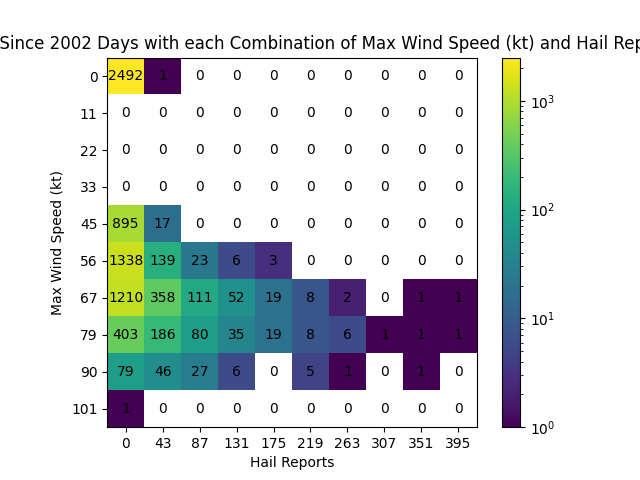 Since 2002 Days with each Combination of Max Wind Speed (kt) and Hail
Max Wind Speed (kt)
0 2492 1 0 0 0 0 0 0 0 0
11 0 0 0 0 0 0 0 0 0 0
22 0 0 0 0 0 0 0 0 0 0
33 0 0 0 0 0 0 0 0 0 0
45 895 17 0 0 0 0 0 0 0 0
56 1338 139 23 6 3 0 0 0 0 0
67 1210 358 111 52 19 8 2 0 1 1
79 403 186 80 35 19 8 6 1 1 1
90 79 46 27 6 0 5 1 0 1 0
101 1 0 0 0 0 0 0 0 0 0
0 43 87 131 175 219 263 307 351 395
Hail Reports
10³
10²
10¹
10⁰